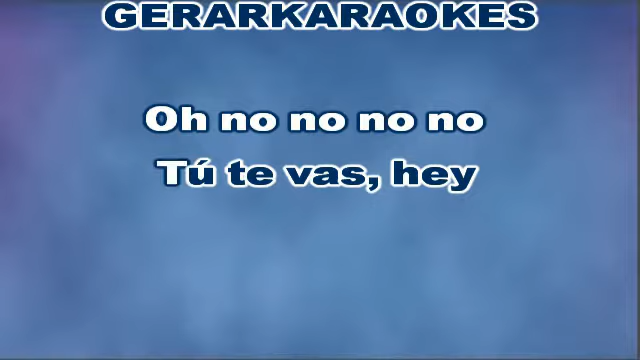 GERARKARAOKES
Oh no no no no
Tú te vas, hey